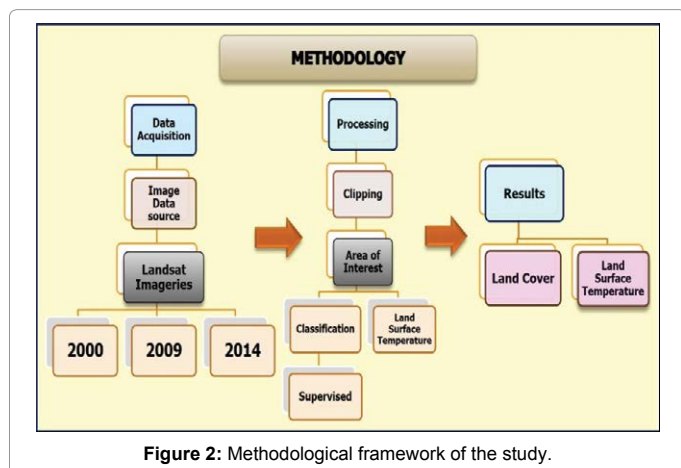 METHODOLOGY
Data
Acquisition
Image
Data
source
Landsat
Imageries
2000
2009
2014
Processing
Clipping
Area of
Interest
Classification
Land
Surface
Temperature
Supervised
Results
Land Cover
Land
Surface
Temperature
Figure 2: Methodological framework of the study.